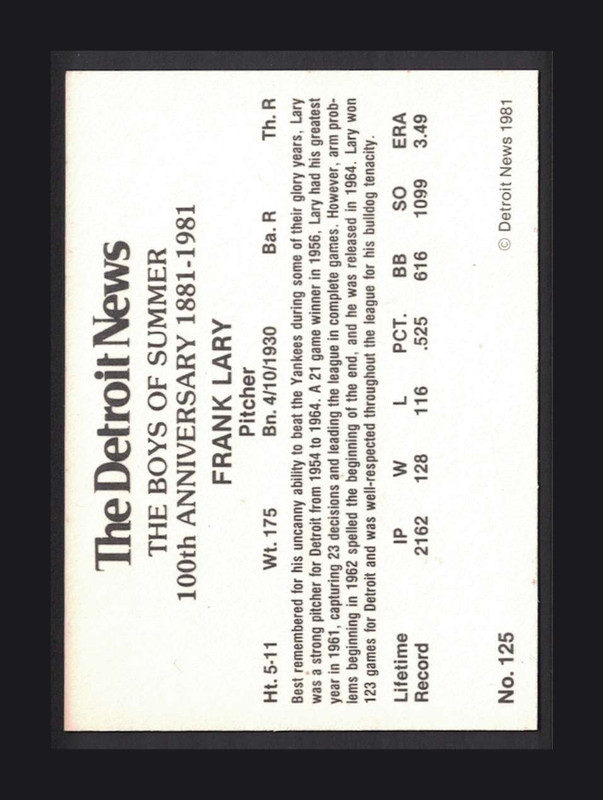 The Detroit News
THE BOYS OF SUMMER
100th ANNIVERSARY 1881-1981
FRANK LARY
Pitcher
Ht. 5-11 Wt. 175 Bn. 4/10/1930 Ba. R Th. R
Best remembered for his uncanny ability to beat the Yankees during some of their glory years, Lary
was a strong pitcher for Detroit from 1954 to 1964. A 21 game winner in 1956, Lary had his greatest
year in 1961, capturing 23 decisions and leading the league in complete games. However, arm prob-
lems beginning in 1962 spelled the beginning of the end, and he was released in 1964. Lary won
123 games for Detroit and was well-respected throughout the league for his bulldog tenacity.
Lifetime IP W L PCT. BB SO ERA
Record 2162 128 116 .525 616 1099 3.49
No. 125 © Detroit News 1981